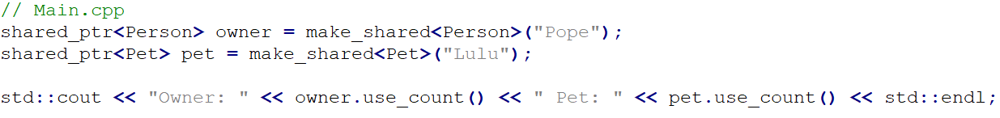 // Main.cpp
shared_ptr<Person> owner = make_shared<Person>("Pope");
shared_ptr<Pet> pet = make_shared<Pet>("Lulu");
std::cout << "Owner: " << owner.use_count() << " Pet: " << pet.use_count() << std::endl;